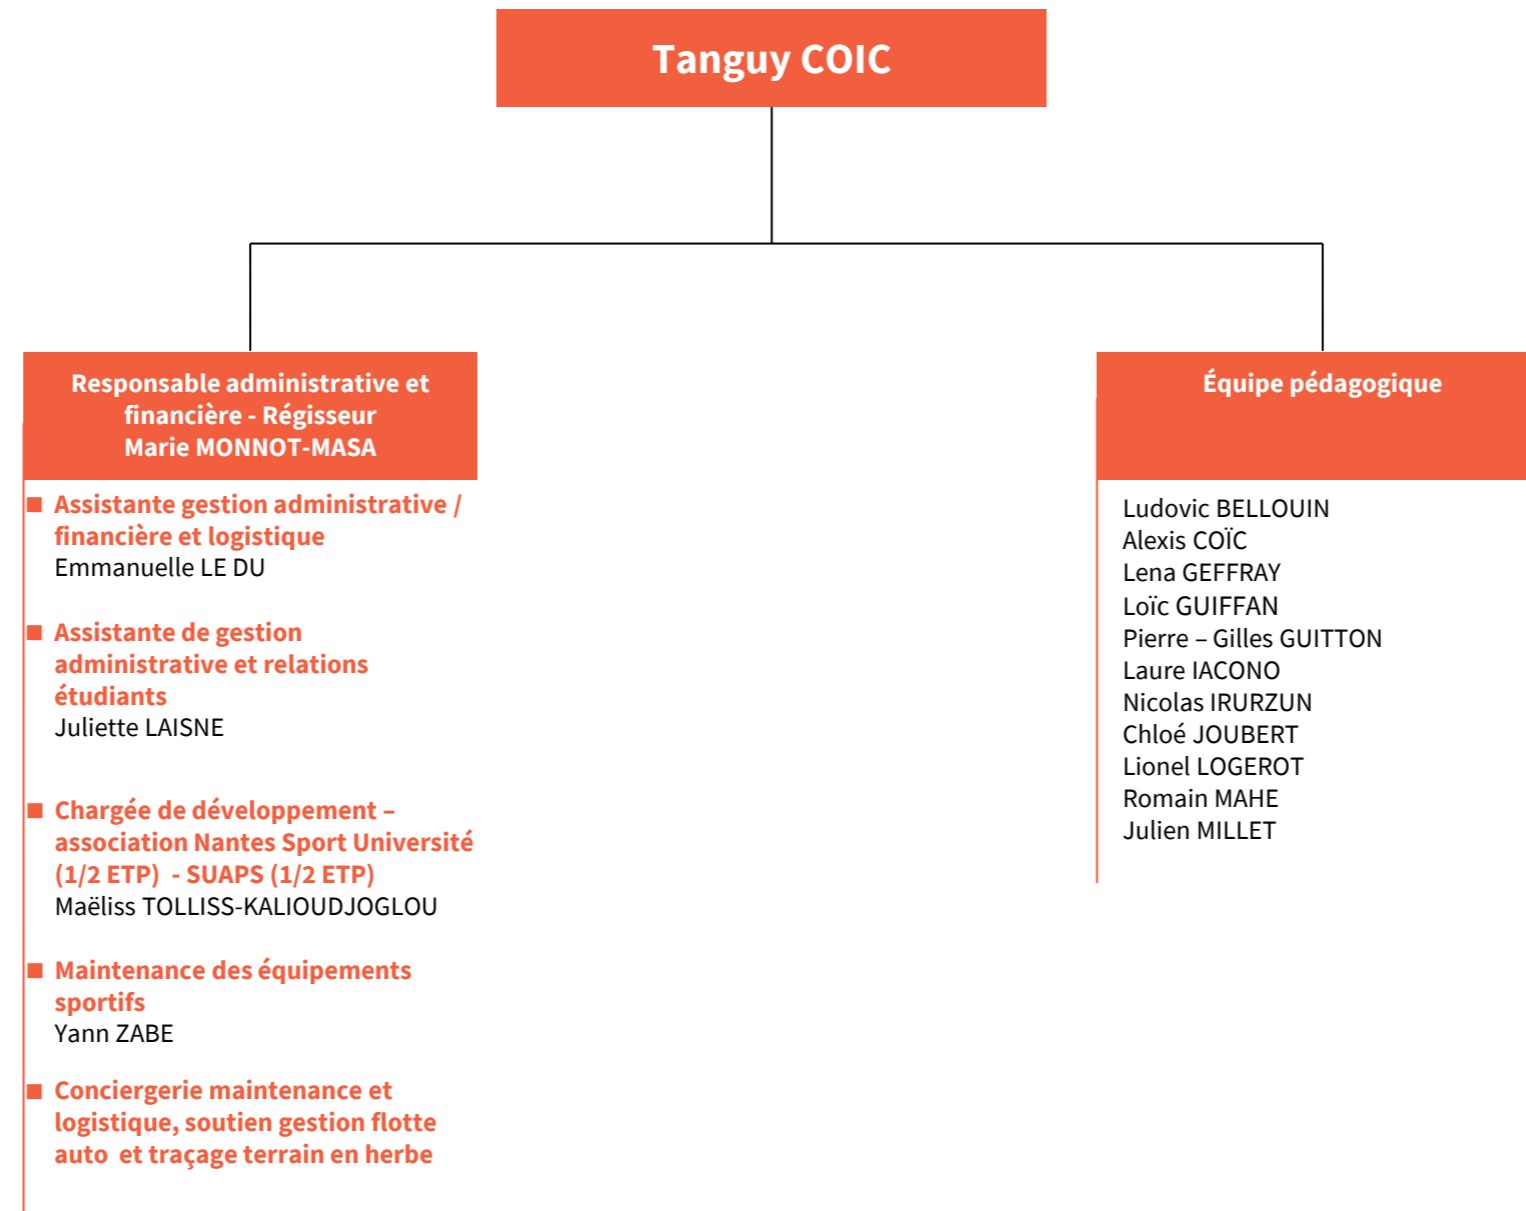 Tanguy COIC
Responsable administrative et
financière - Régisseur
Marie MONNOT-MASA
Assistante gestion administrative /
financière et logistique
Emmanuelle LE DU
Assistante de gestion
administrative et relations
étudiants
Juliette LAISNE
Chargée de développement –
association Nantes Sport Université
(1/2 ETP)  - SUAPS (1/2 ETP)
Maëliss TOLLISS-KALIOUDJOGLOU
Maintenance des équipements
sportifs
Yann ZABE
Conciergerie maintenance et
logistique, soutien gestion flotte
auto  et traçage terrain en herbe
Équipe pédagogique
Ludovic BELLOUIN
Alexis COÏC
Lena GEFFRAY
Loïc GUIFFAN
Pierre – Gilles GUITTON
Laure IACONO
Nicolas IRURZUN
Chloé JOUBERT
Lionel LOGEROT
Romain MAHE
Julien MILLET